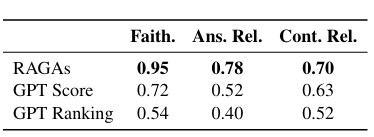 Faith. Ans. Rel. Cont. Rel.
RAGAs 0.95 0.78 0.70
GPT Score 0.72 0.52 0.63
GPT Ranking 0.54 0.40 0.52